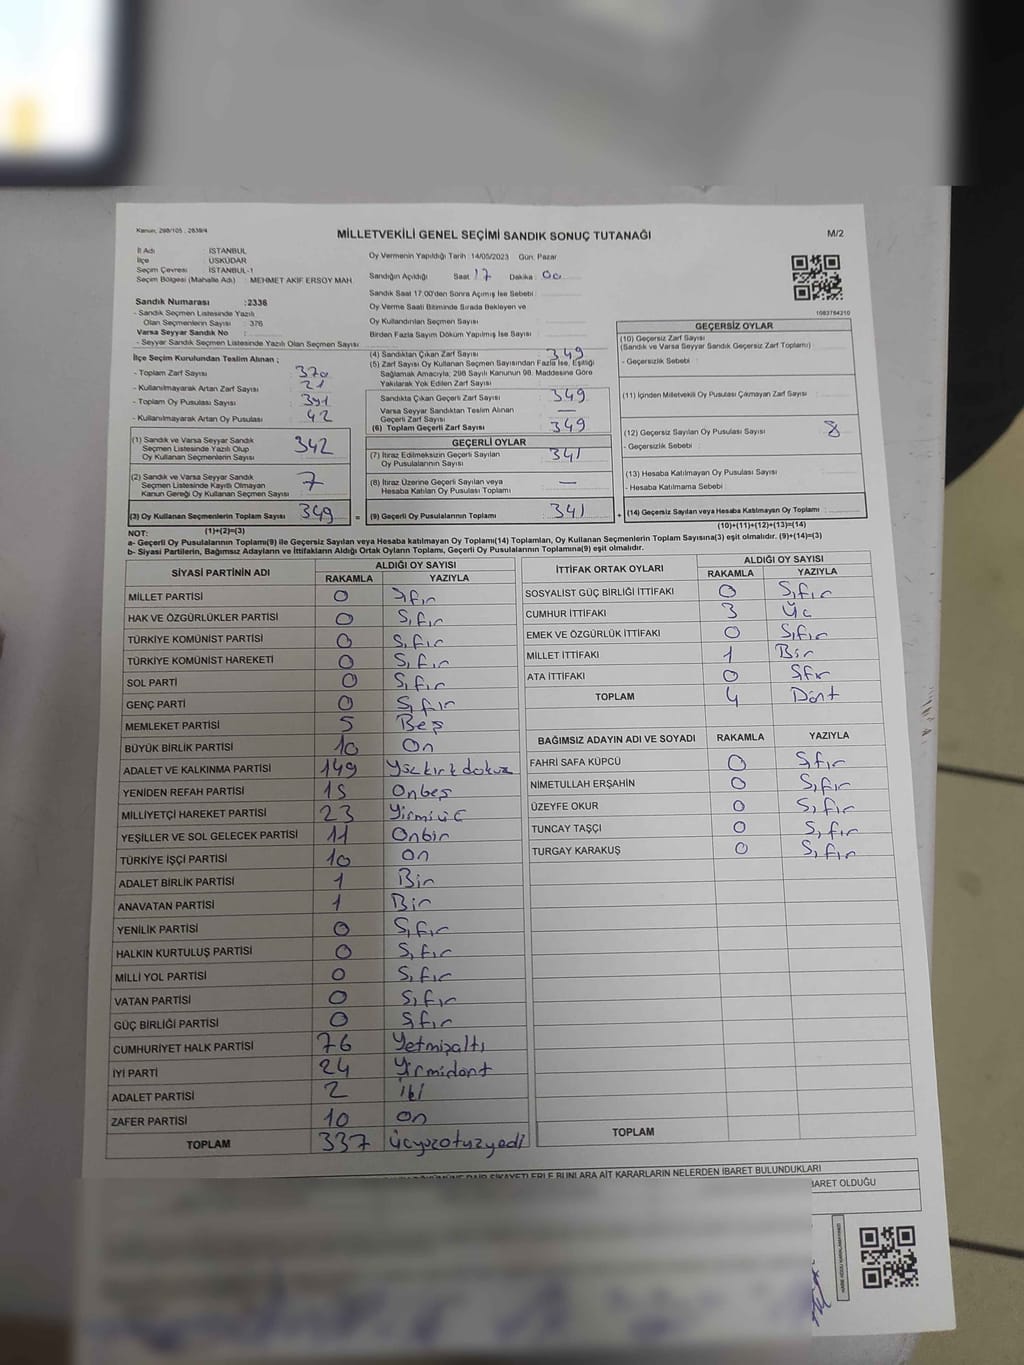 Kanun, 298/105 , 2839/4
MİLLETVEKİLİ GENEL SEÇİMİ SANDIK SONUÇ TUTANAĞI
M/2
İl Adı : İSTANBUL
İlçe : ÜSKÜDAR
Seçim Çevresi : İSTANBUL-1
Seçim Bölgesi (Mahalle Adı) : MEHMET AKİF ERSOY MAH.
Sandık Numarası : 2336
- Sandık Seçmen Listesinde Yazılı
Olan Seçmenlerin Sayısı : 376
Varsa Seyyar Sandık No :
- Seyyar Sandık Seçmen Listesinde Yazılı Olan Seçmen Sayısı :
İlçe Seçim Kurulundan Teslim Alınan ;
- Toplam Zarf Sayısı : 370
- Kullanılmayarak Artan Zarf Sayısı : 21
- Toplam Oy Pusulası Sayısı : 391
- Kullanılmayarak Artan Oy Pusulası : 42
(1) Sandık ve Varsa Seyyar Sandık
Seçmen Listesinde Yazılı Olup
Oy Kullanan Seçmenlerin Sayısı 342
(2) Sandık ve Varsa Seyyar Sandık
Seçmen Listesinde Kayıtlı Olmayan
Kanun Gereği Oy Kullanan Seçmen Sayısı 7
(3) Oy Kullanan Seçmenlerin Toplam Sayısı 349 =
Oy Vermenin Yapıldığı Tarih : 14/05/2023 Gün: Pazar
Sandığın Açıldığı Saat : 17 Dakika : 00
Sandık Saat 17:00'den Sonra Açılmış İse Sebebi :
Oy Verme Saati Bitiminde Sırada Bekleyen ve
Oy Kullandırılan Seçmen Sayısı :
Birden Fazla Sayım Döküm Yapılmış İse Sayısı :
(4) Sandıktan Çıkan Zarf Sayısı : 349
(5) Zarf Sayısı Oy Kullanan Seçmen Sayısından Fazla İse, Eşitliği
Sağlamak Amacıyla; 298 Sayılı Kanunun 98. Maddesine Göre
Yakılarak Yok Edilen Zarf Sayısı :
Sandıkta Çıkan Geçerli Zarf Sayısı : 349
Varsa Seyyar Sandıktan Teslim Alınan
Geçerli Zarf Sayısı : —
(6) Toplam Geçerli Zarf Sayısı : 349
GEÇERLİ OYLAR
(7) İtiraz Edilmeksizin Geçerli Sayılan
Oy Pusulalarının Sayısı : 341
(8) İtiraz Üzerine Geçerli Sayılan veya
Hesaba Katılan Oy Pusulası Toplamı : —
(9) Geçerli Oy Pusulalarının Toplamı : 341 +
1083784210
GEÇERSİZ OYLAR
(10) Geçersiz Zarf Sayısı
(Sandık ve Varsa Seyyar Sandık Geçersiz Zarf Toplamı) :
- Geçersizlik Sebebi :
(11) İçinden Milletvekili Oy Pusulası Çıkmayan Zarf Sayısı :
(12) Geçersiz Sayılan Oy Pusulası Sayısı : 8
- Geçersizlik Sebebi :
(13) Hesaba Katılmayan Oy Pusulası Sayısı :
- Hesaba Katılmama Sebebi :
(14) Geçersiz Sayılan veya Hesaba Katılmayan Oy Toplamı :
NOT: (1)+(2)=(3) (10)+(11)+(12)+(13)=(14)
a- Geçerli Oy Pusulalarının Toplamı(9) ile Geçersiz Sayılan veya Hesaba katılmayan Oy Toplamı(14) Toplamları, Oy Kullanan Seçmenlerin Toplam Sayısına(3) eşit olmalıdır. (9)+(14)=(3)
b- Siyasi Partilerin, Bağımsız Adayların ve İttifakların Aldığı Ortak Oyların Toplamı, Geçerli Oy Pusulalarının Toplamına(9) eşit olmalıdır.
SİYASİ PARTİNİN ADI ALDIĞI OY SAYISI
RAKAMLA YAZIYLA
MİLLET PARTİSİ 0 Sıfır
HAK VE ÖZGÜRLÜKLER PARTİSİ 0 Sıfır
TÜRKİYE KOMÜNİST PARTİSİ 0 Sıfır
TÜRKİYE KOMÜNİST HAREKETİ 0 Sıfır
SOL PARTİ 0 Sıfır
GENÇ PARTİ 0 Sıfır
MEMLEKET PARTİSİ 5 Beş
BÜYÜK BİRLİK PARTİSİ 10 On
ADALET VE KALKINMA PARTİSİ 149 Yüzkırkdokuz
YENİDEN REFAH PARTİSİ 15 Onbeş
MİLLİYETÇİ HAREKET PARTİSİ 23 Yirmiüç
YEŞİLLER VE SOL GELECEK PARTİSİ 11 Onbir
TÜRKİYE İŞÇİ PARTİSİ 10 On
ADALET BİRLİK PARTİSİ 1 Bir
ANAVATAN PARTİSİ 1 Bir
YENİLİK PARTİSİ 0 Sıfır
HALKIN KURTULUŞ PARTİSİ 0 Sıfır
MİLLİ YOL PARTİSİ 0 Sıfır
VATAN PARTİSİ 0 Sıfır
GÜÇ BİRLİĞİ PARTİSİ 0 Sıfır
CUMHURİYET HALK PARTİSİ 76 Yetmişaltı
İYİ PARTİ 24 Yirmidört
ADALET PARTİSİ 2 İki
ZAFER PARTİSİ 10 On
TOPLAM 337 Üçyüzotuzyedi
İTTİFAK ORTAK OYLARI ALDIĞI OY SAYISI
RAKAMLA YAZIYLA
SOSYALİST GÜÇ BİRLİĞİ İTTİFAKI 0 Sıfır
CUMHUR İTTİFAKI 3 Üç
EMEK VE ÖZGÜRLÜK İTTİFAKI 0 Sıfır
MİLLET İTTİFAKI 1 Bir
ATA İTTİFAKI 0 Sıfır
TOPLAM 4 Dört
BAĞIMSIZ ADAYIN ADI VE SOYADI RAKAMLA YAZIYLA
FAHRİ SAFA KÜPCÜ 0 Sıfır
NİMETULLAH ERŞAHİN 0 Sıfır
ÜZEYFE OKUR 0 Sıfır
TUNCAY TAŞÇI 0 Sıfır
TURGAY KARAKUŞ 0 Sıfır
TOPLAM
ŞİKAYETLERLE BUNLARA AİT KARARLARIN NELERDEN İBARET BULUNDUKLARI
İBARET OLDUĞU